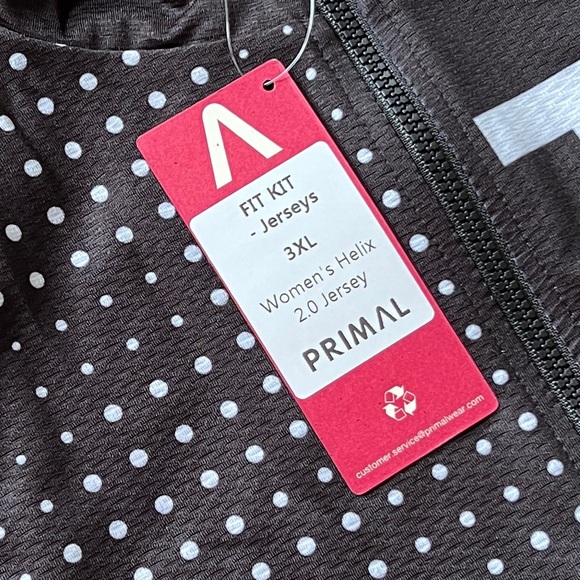 FIT KIT
- Jerseys
3XL
Women's Helix
2.0 Jersey
PRIMAL
customer.service@primalwear.com